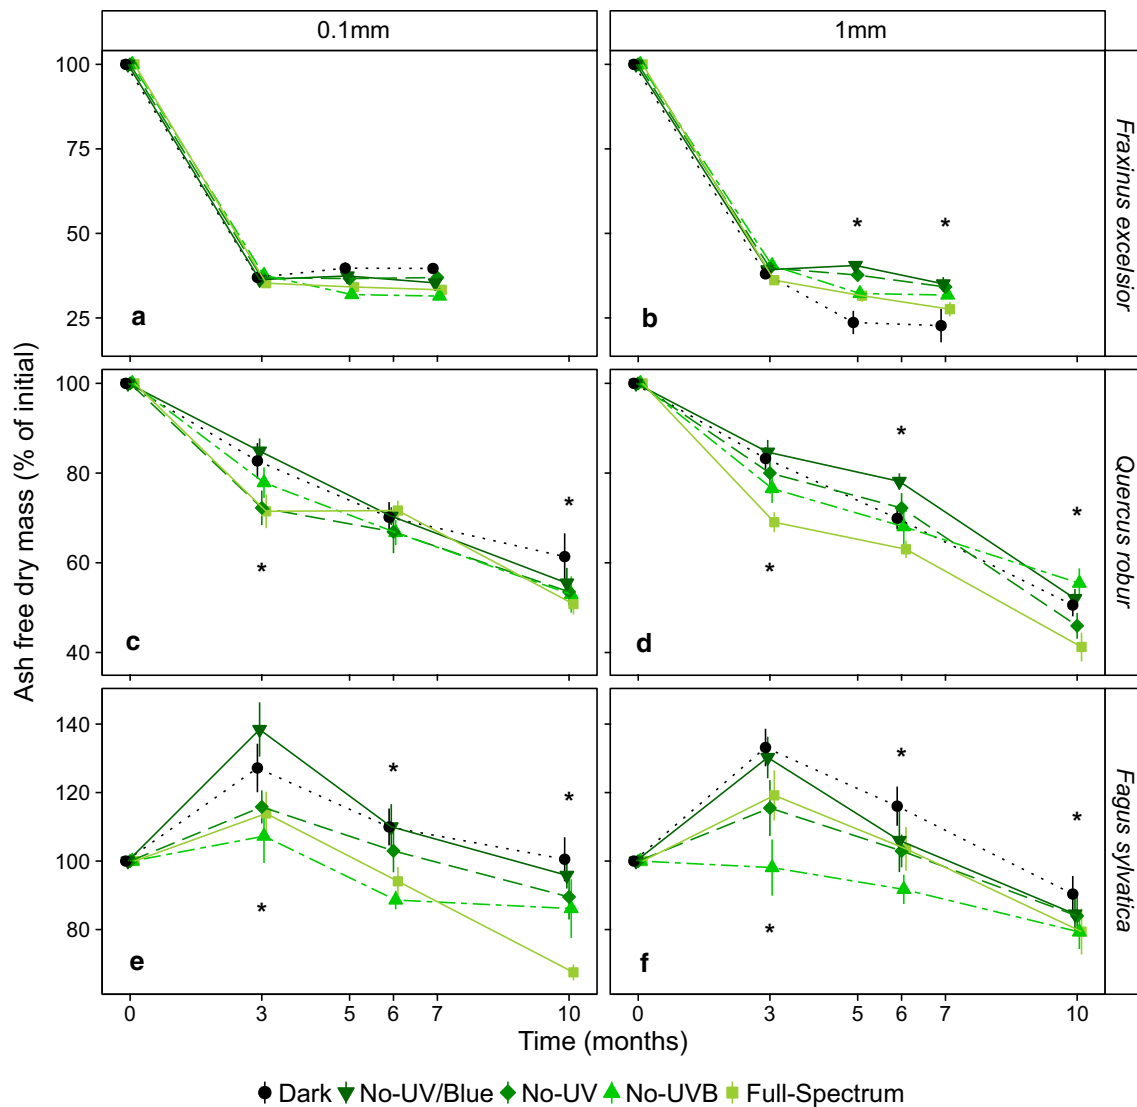 0.1mm 1mm
100
75
50
25
a
*
*
b
Fraxinus excelsior
100
80
60
40
*
*
c
*
*
*
d
Quercus robur
140
120
100
80
*
*
*
e
*
*
*
f
Fagus sylvatica
Ash free dry mass (% of initial)
0 3 5 6 7 10 0 3 5 6 7 10
Time (months)
Dark No-UV/Blue No-UV No-UVB Full-Spectrum